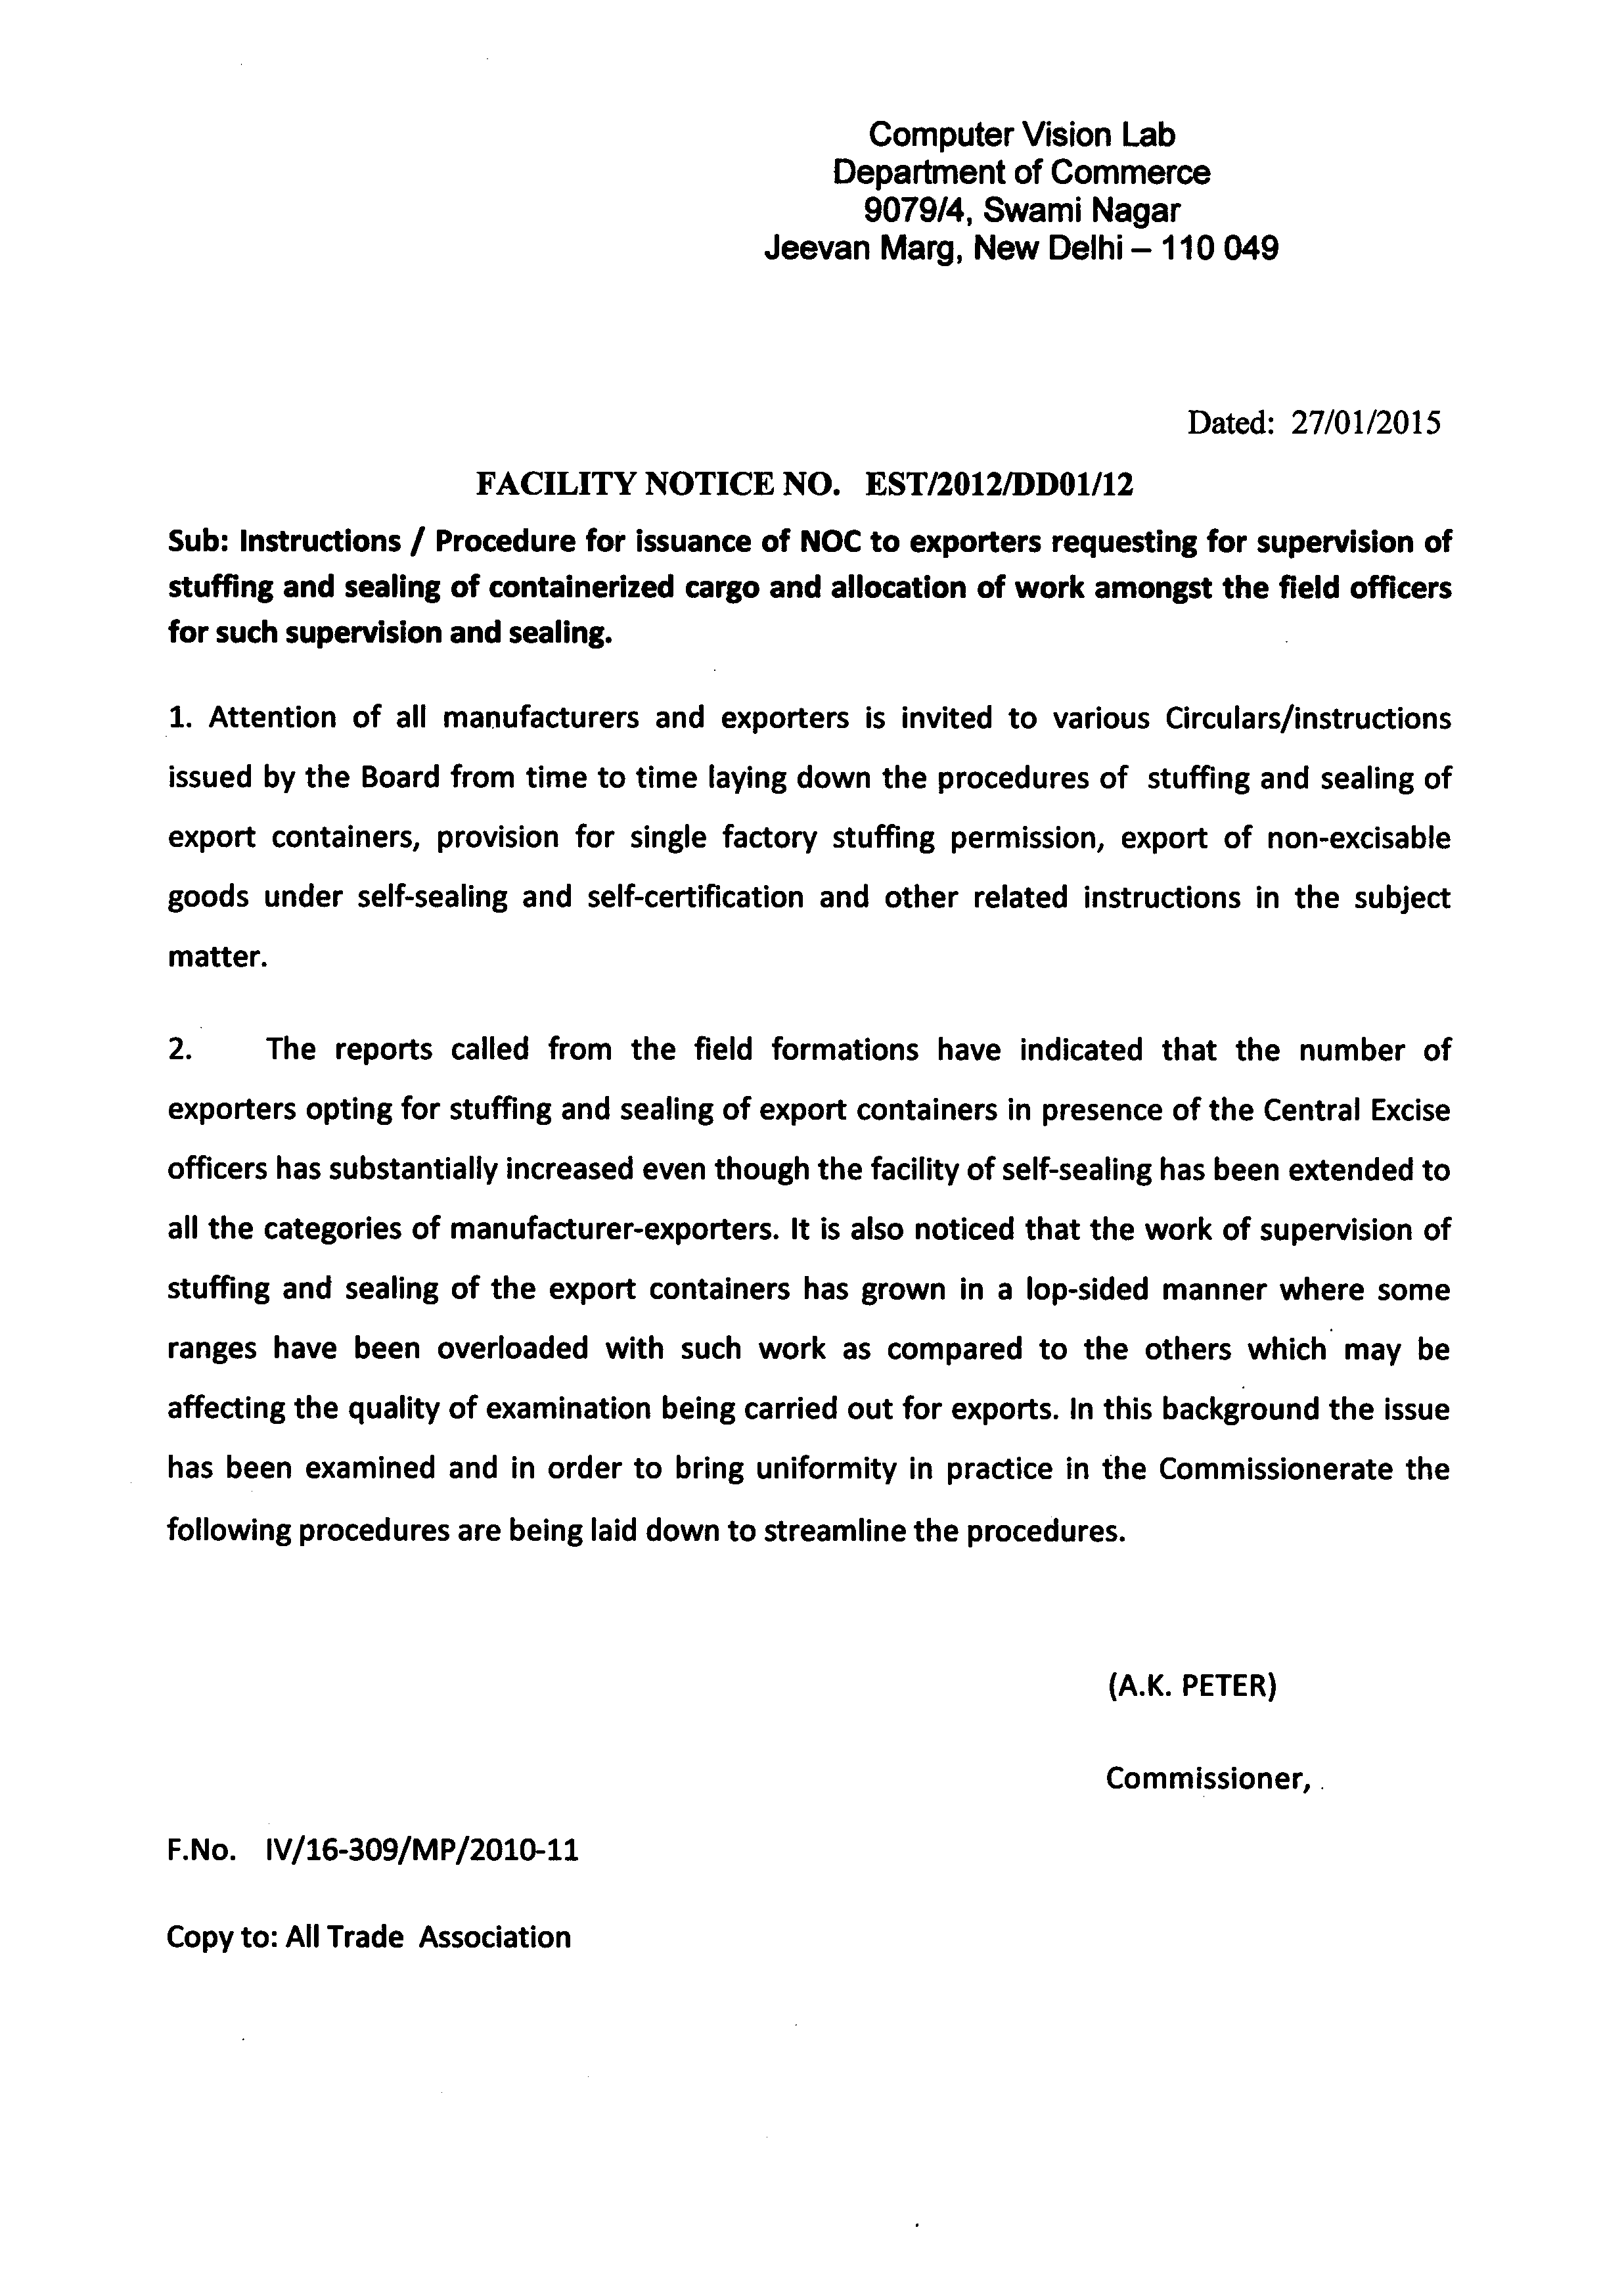 Computer Vision Lab
Department of Commerce
9079/4, Swami Nagar
Jeevan Marg, New Delhi – 110 049
Dated: 27/01/2015
FACILITY NOTICE NO. EST/2012/DD01/12
Sub: Instructions / Procedure for issuance of NOC to exporters requesting for supervision of
stuffing and sealing of containerized cargo and allocation of work amongst the field officers
for such supervision and sealing.
1. Attention of all manufacturers and exporters is invited to various Circulars/instructions
issued by the Board from time to time laying down the procedures of stuffing and sealing of
export containers, provision for single factory stuffing permission, export of non-excisable
goods under self-sealing and self-certification and other related instructions in the subject
matter.
2. The reports called from the field formations have indicated that the number of
exporters opting for stuffing and sealing of export containers in presence of the Central Excise
officers has substantially increased even though the facility of self-sealing has been extended to
all the categories of manufacturer-exporters. It is also noticed that the work of supervision of
stuffing and sealing of the export containers has grown in a lop-sided manner where some
ranges have been overloaded with such work as compared to the others which may be
affecting the quality of examination being carried out for exports. In this background the issue
has been examined and in order to bring uniformity in practice in the Commissionerate the
following procedures are being laid down to streamline the procedures.
(A.K. PETER)
Commissioner,
F.No. IV/16-309/MP/2010-11
Copy to: All Trade Association